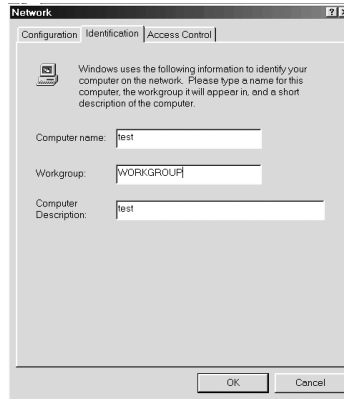 Network
Configuration Identification Access Control
Windows uses the following information to identify your
computer on the network. Please type a name for this
computer, the workgroup it will appear in, and a short
description of the computer.
Computer name: test
Workgroup: WORKGROUP
Computer
Description: test
OK Cancel